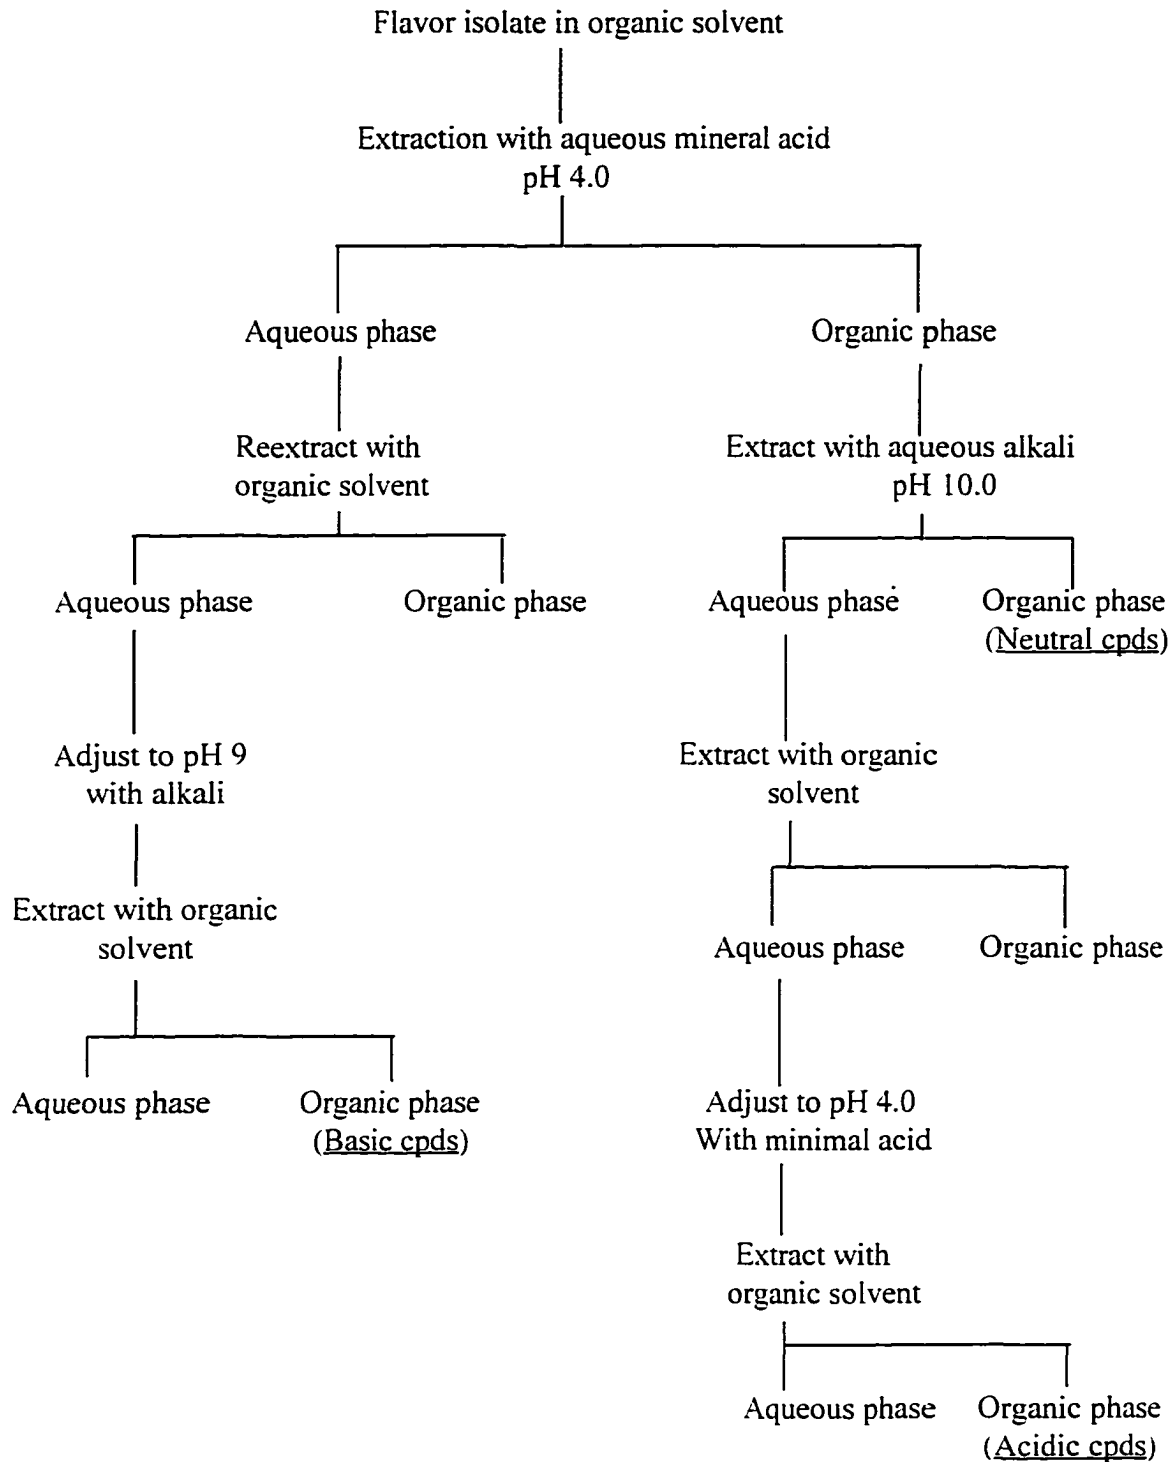 Flavor isolate in organic solvent
Extraction with aqueous mineral acid
pH 4.0
Aqueous phase
Organic phase
Reextract with
organic solvent
Extract with aqueous alkali
pH 10.0
Aqueous phase
Organic phase
Aqueous phase
Organic phase
(Neutral cpds)
Adjust to pH 9
with alkali
Extract with organic
solvent
Extract with organic
solvent
Aqueous phase
Organic phase
Aqueous phase
Organic phase
(Basic cpds)
Adjust to pH 4.0
With minimal acid
Extract with
organic solvent
Aqueous phase
Organic phase
(Acidic cpds)